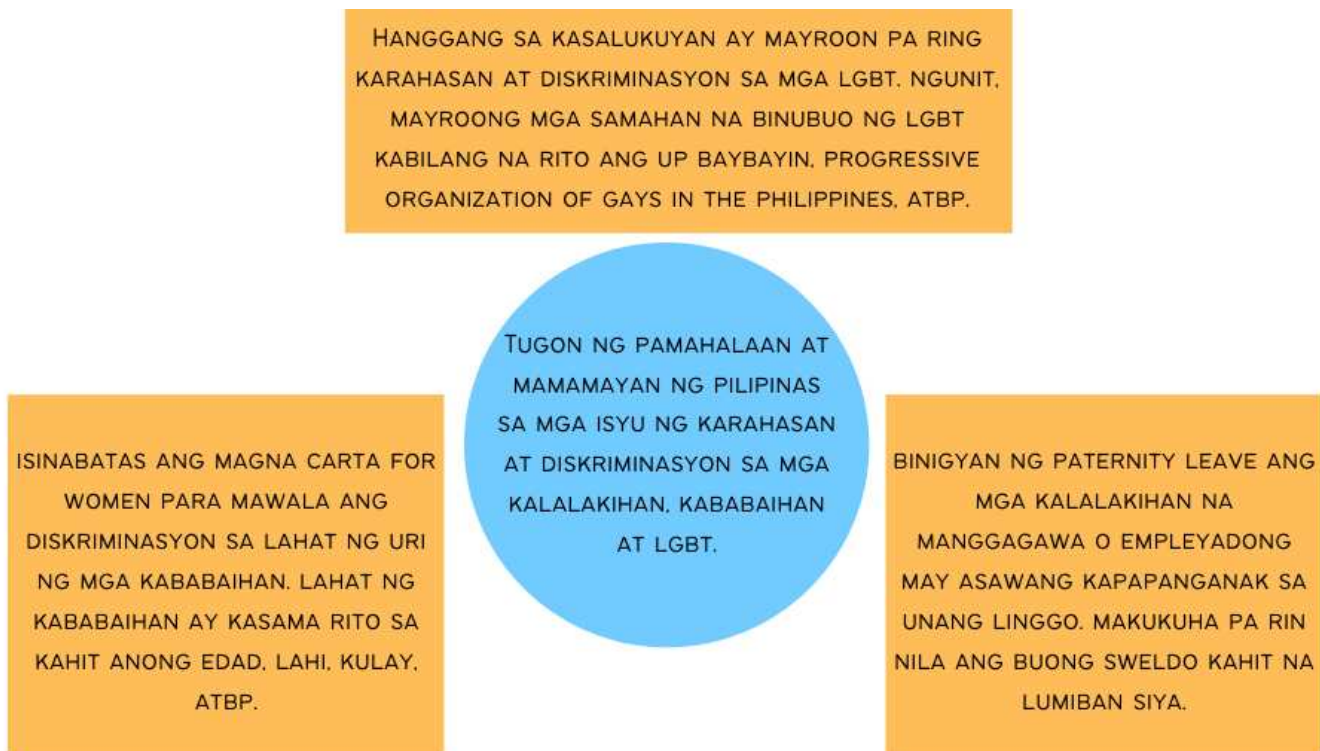 HANGGANG SA KASALUKUYAN AY MAYROON PA RING
KARAHASAN AT DISKRIMINASYON SA MGA LGBT. NGUNIT,
MAYROONG MGA SAMAHAN NA BINUBUO NG LGBT
KABILANG NA RITO ANG UP BAYBAYIN, PROGRESSIVE
ORGANIZATION OF GAYS IN THE PHILIPPINES, ATBP.
TUGON NG PAMAHALAAN AT
MAMAMAYAN NG PILIPINAS
SA MGA ISYU NG KARAHASAN
AT DISKRIMINASYON SA MGA
KALALAKIHAN, KABABAIHAN
AT LGBT.
ISINABATAS ANG MAGNA CARTA FOR
WOMEN PARA MAWALA ANG
DISKRIMINASYON SA LAHAT NG URI
NG MGA KABABAIHAN. LAHAT NG
KABABAIHAN AY KASAMA RITO SA
KAHIT ANONG EDAD, LAHI, KULAY,
ATBP.
BINIGYAN NG PATERNITY LEAVE ANG
MGA KALALAKIHAN NA
MANGGAGAWA O EMPLEYADONG
MAY ASAWANG KAPAPANGANAK SA
UNANG LINGGO. MAKUKUHA PA RIN
NILA ANG BUONG SWELDO KAHIT NA
LUMIBAN SIYA.